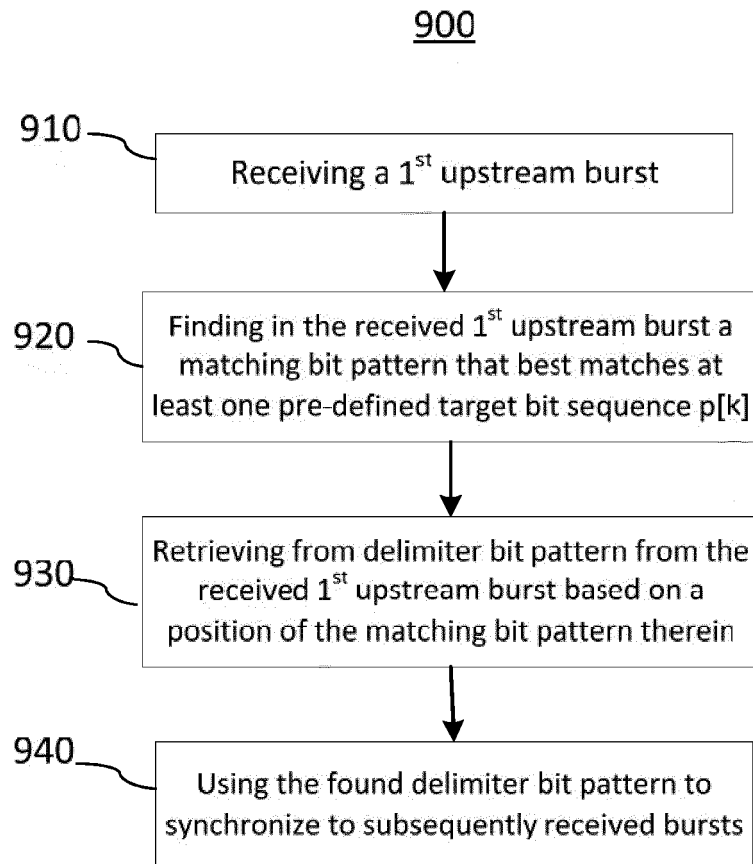 900
910
Receiving a 1st upstream burst
920
Finding in the received 1st upstream burst a
matching bit pattern that best matches at
least one pre-defined target bit sequence p[k]
930
Retrieving from delimiter bit pattern from the
received 1st upstream burst based on a
position of the matching bit pattern therein
940
Using the found delimiter bit pattern to
synchronize to subsequently received bursts